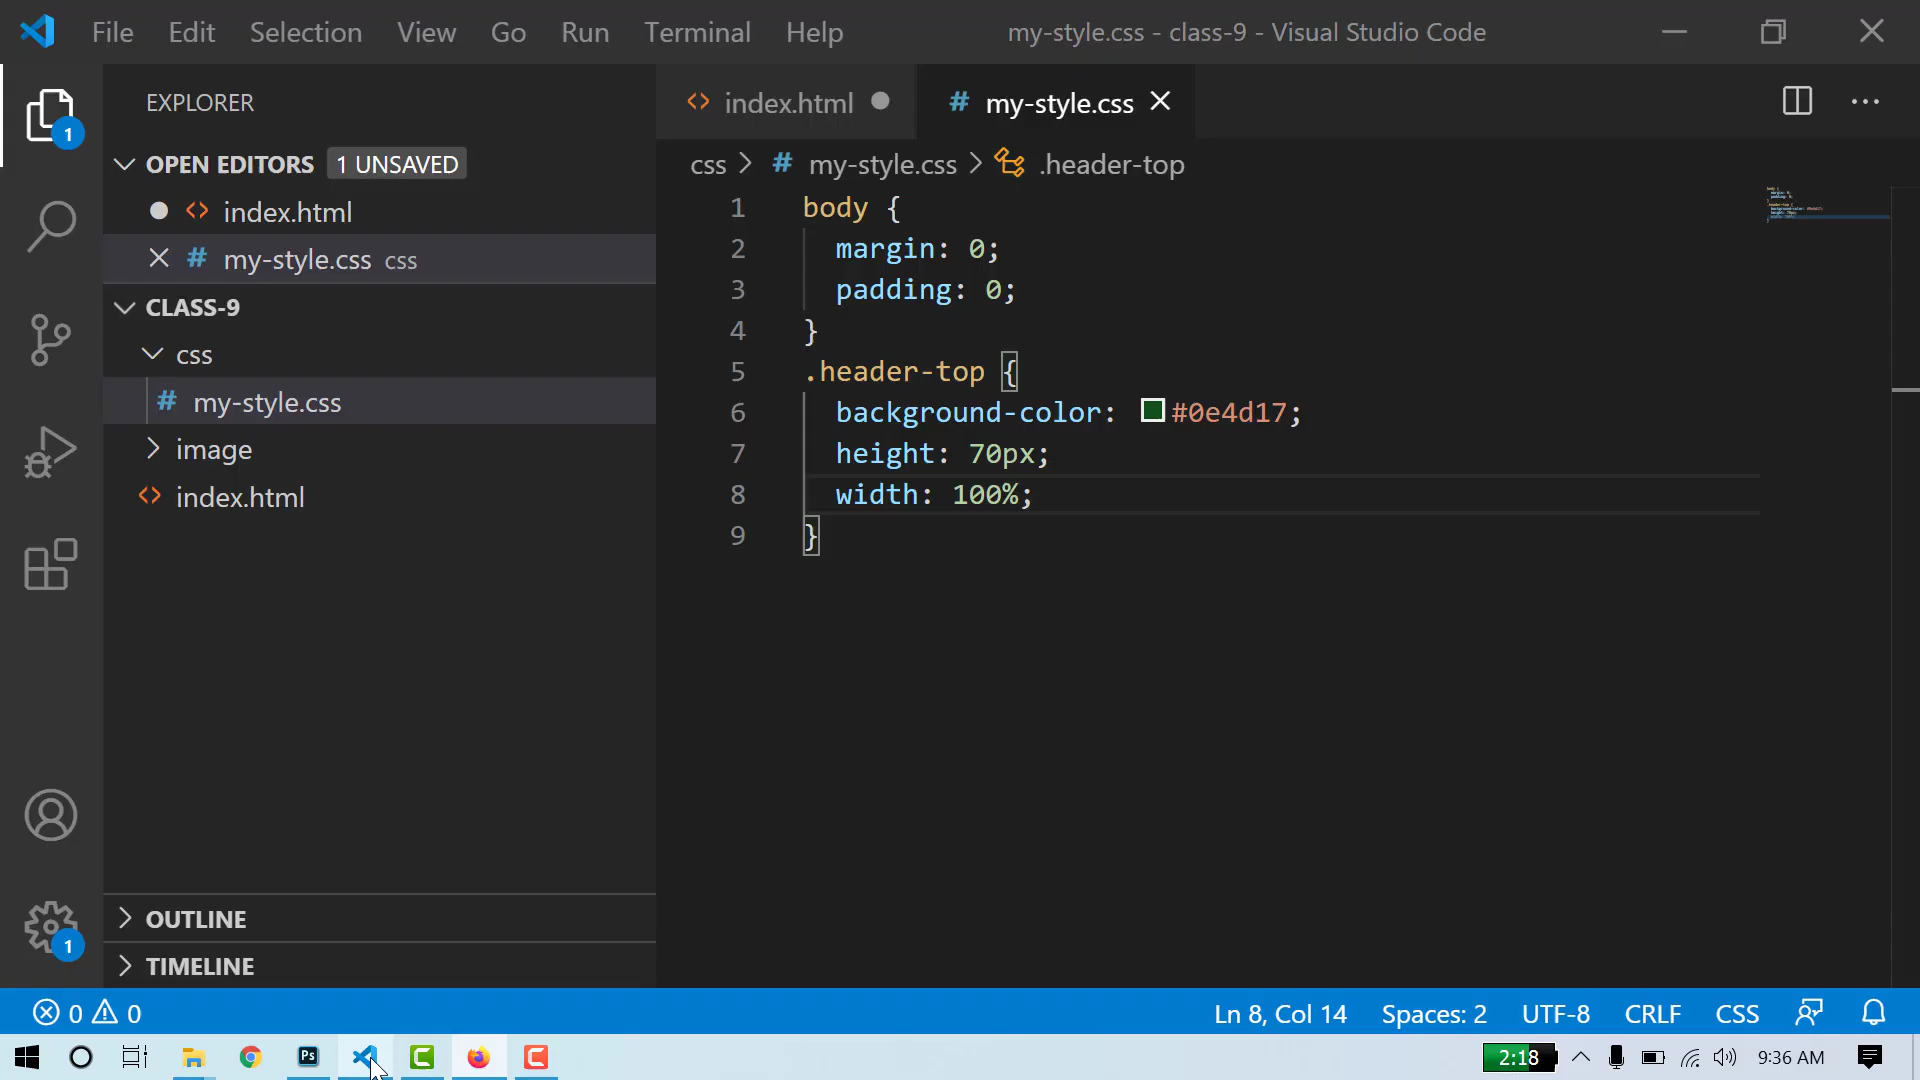 File Edit Selection View Go Run Terminal Help my-style.css - class-9 - Visual Studio Code
EXPLORER
index.html my-style.css
1
OPEN EDITORS 1 UNSAVED
css my-style.css .header-top
index.html
my-style.css css
CLASS-9
css
my-style.css
image
index.html
1 body {
2 margin: 0;
3 padding: 0;
4 }
5 .header-top {
6 background-color: #0e4d17;
7 height: 70px;
8 width: 100%;
9 }
OUTLINE
1
TIMELINE
0 0 Ln 8, Col 14 Spaces: 2 UTF-8 CRLF CSS
Ps 2:18 9:36 AM